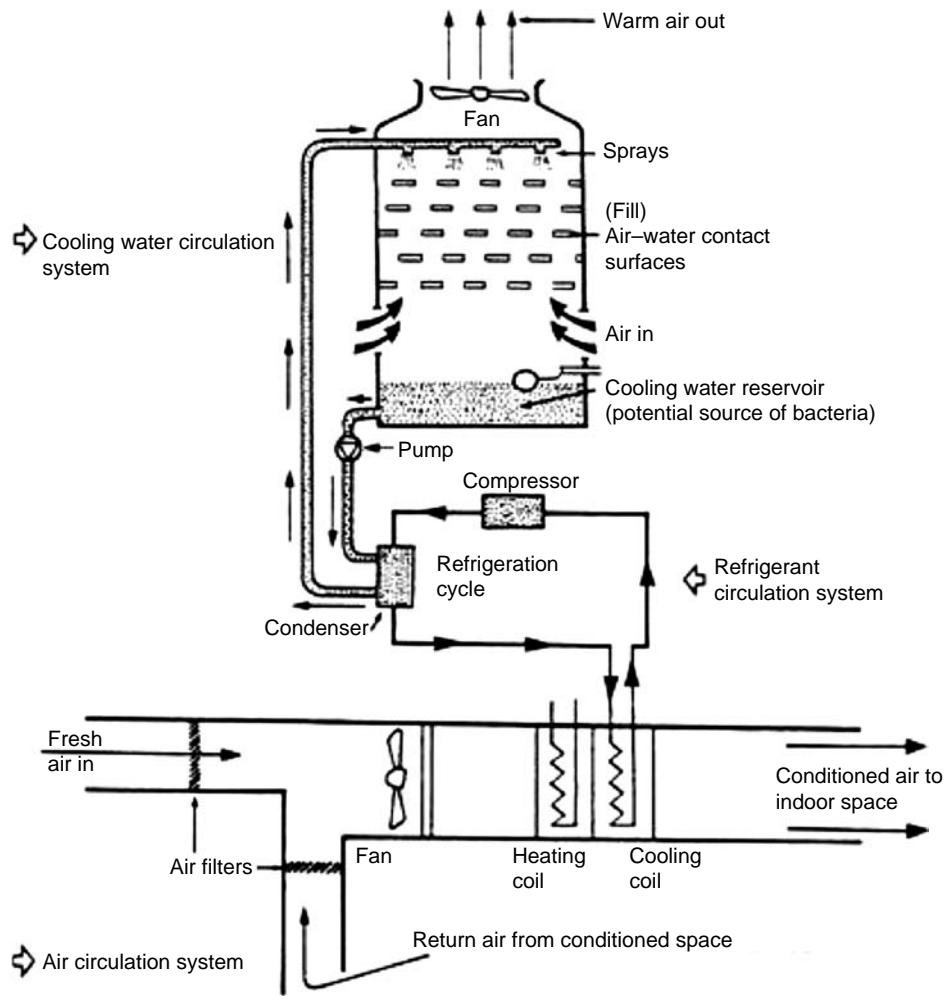 Warm air out
Fan
Sprays
(Fill)
Air–water contact
surfaces
Cooling water circulation
system
Air in
Cooling water reservoir
(potential source of bacteria)
Pump
Compressor
Refrigeration
cycle
Refrigerant
circulation system
Condenser
Fresh
air in
Conditioned air to
indoor space
Air filters
Fan
Heating
coil
Cooling
coil
Return air from conditioned space
Air circulation system